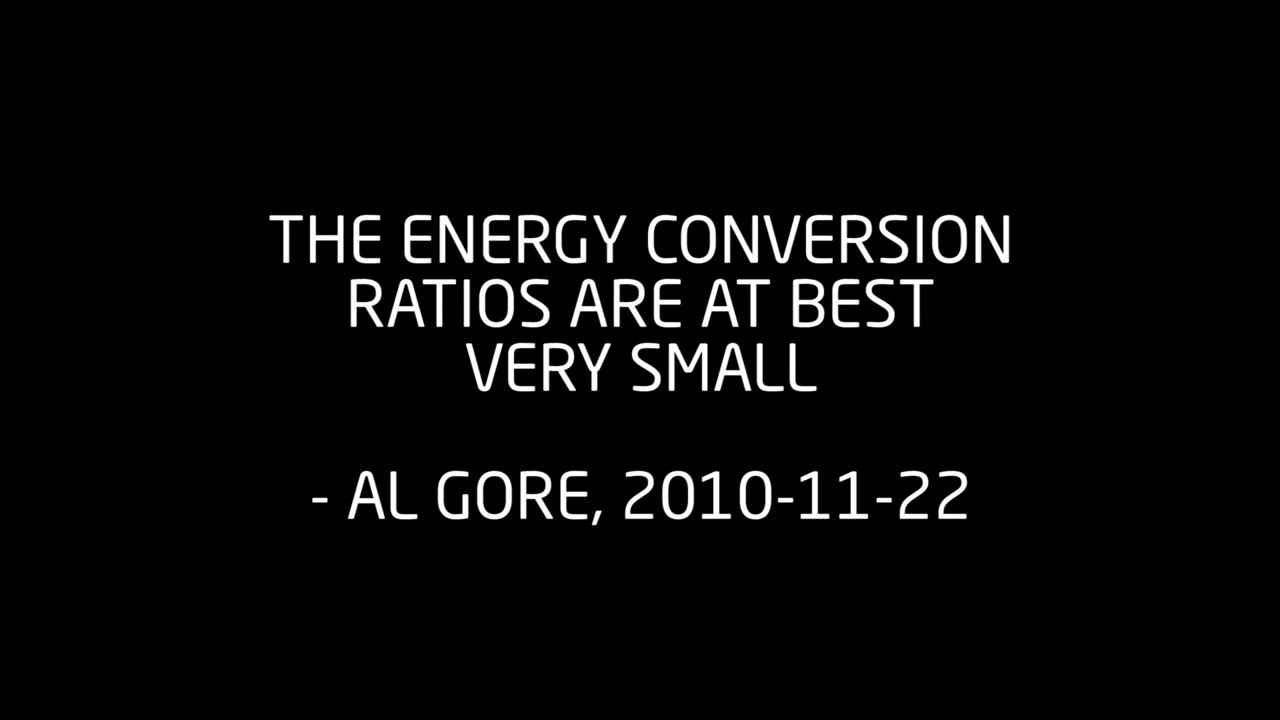 THE ENERGY CONVERSION
RATIOS ARE AT BEST
VERY SMALL
- AL GORE, 2010-11-22